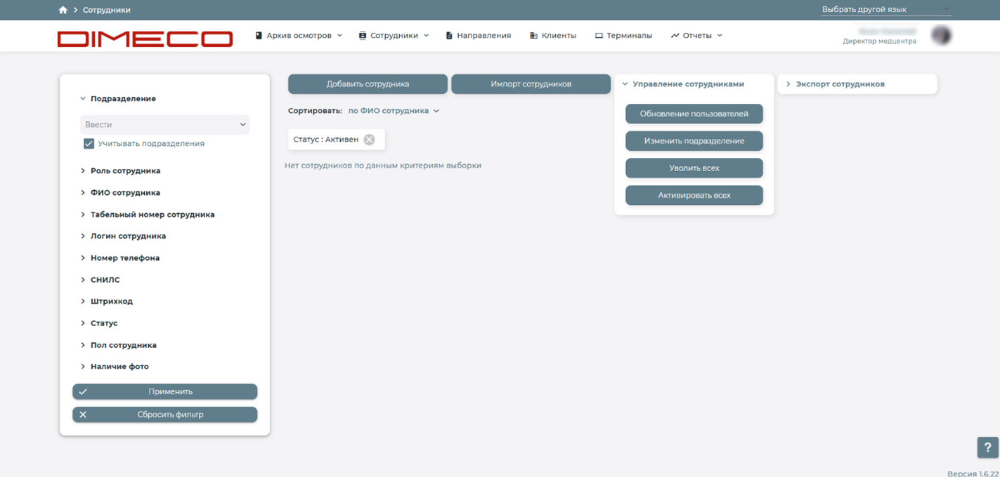 Сотрудники
Выбрать другой язык
DIMECO
Архив осмотров
Сотрудники
Направления
Клиенты
Терминалы
Отчеты
Директор медцентра
Подразделение
Ввести
Учитывать подразделения
Роль сотрудника
ФИО сотрудника
Табельный номер сотрудника
Логин сотрудника
Номер телефона
СНИЛС
Штрихкод
Статус
Пол сотрудника
Наличие фото
Применить
Сбросить фильтр
Добавить сотрудника
Импорт сотрудников
Сортировать: по ФИО сотрудника
Статус : Активен
Нет сотрудников по данным критериям выборки
Управление сотрудниками
Обновление пользователей
Изменить подразделение
Уволить всех
Активировать всех
Экспорт сотрудников
?
Версия 1.6.22